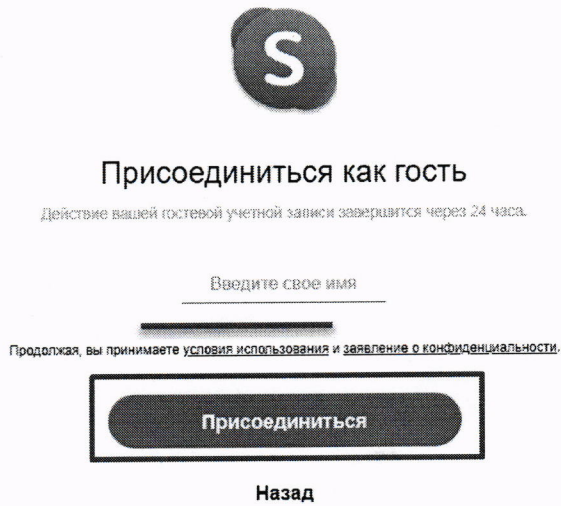 S
Присоединиться как гость
Действие вашей гостевой учетной записи завершится через 24 часа.
Введите свое имя
Продолжая, вы принимаете условия использования и заявление о конфиденциальности.
Присоединиться
Назад